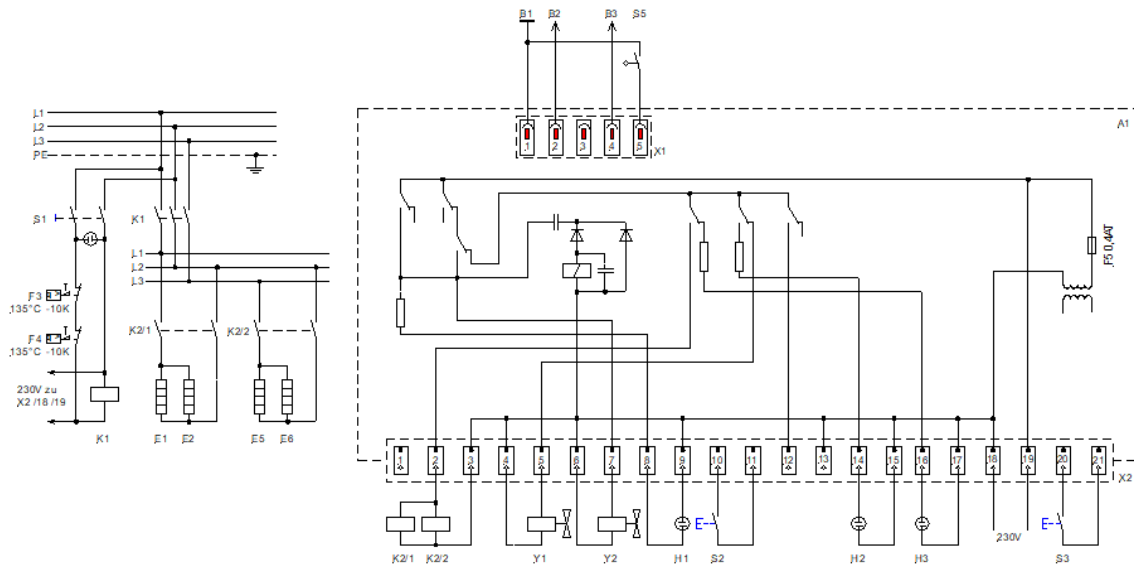 B1 B2 B3 S5
A1
1 2 3 4 5
X1
L1
L2
L3
PE
S1
K1
L1
L2
L3
F5 0,4AT
F3
135°C -10K
F4
135°C -10K
K2/1
K2/2
230V zu
X2 /18 /19
K1
E1 E2 E5 E6
1 2 3 4 5 6 7 8 9 10 11 12 13 14 15 16 17 18 19 20 21
X2
K2/1 K2/2 Y1 Y2 H1 S2 H2 H3 230V S3